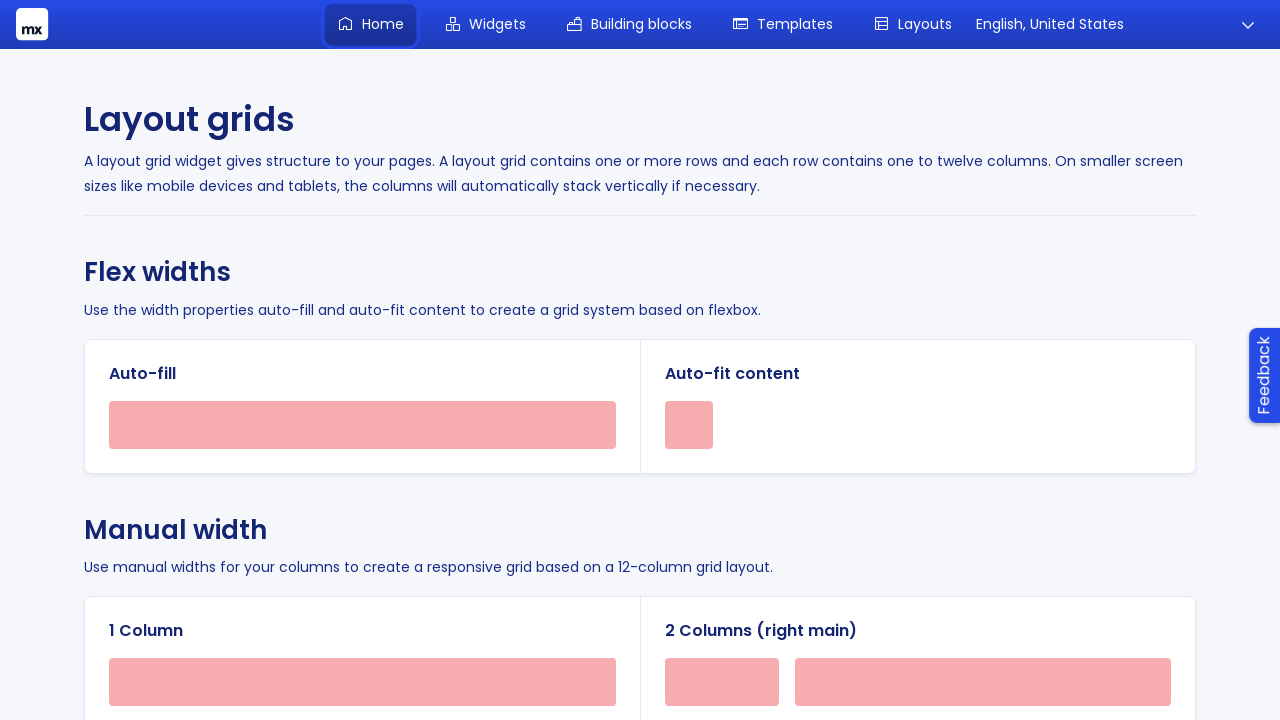 mx
Home
Widgets
Building blocks
Templates
Layouts
English, United States
Layout grids
A layout grid widget gives structure to your pages. A layout grid contains one or more rows and each row contains one to twelve columns. On smaller screen
sizes like mobile devices and tablets, the columns will automatically stack vertically if necessary.
Flex widths
Use the width properties auto-fill and auto-fit content to create a grid system based on flexbox.
Auto-fill
Auto-fit content
Feedback
Manual width
Use manual widths for your columns to create a responsive grid based on a 12-column grid layout.
1 Column
2 Columns (right main)